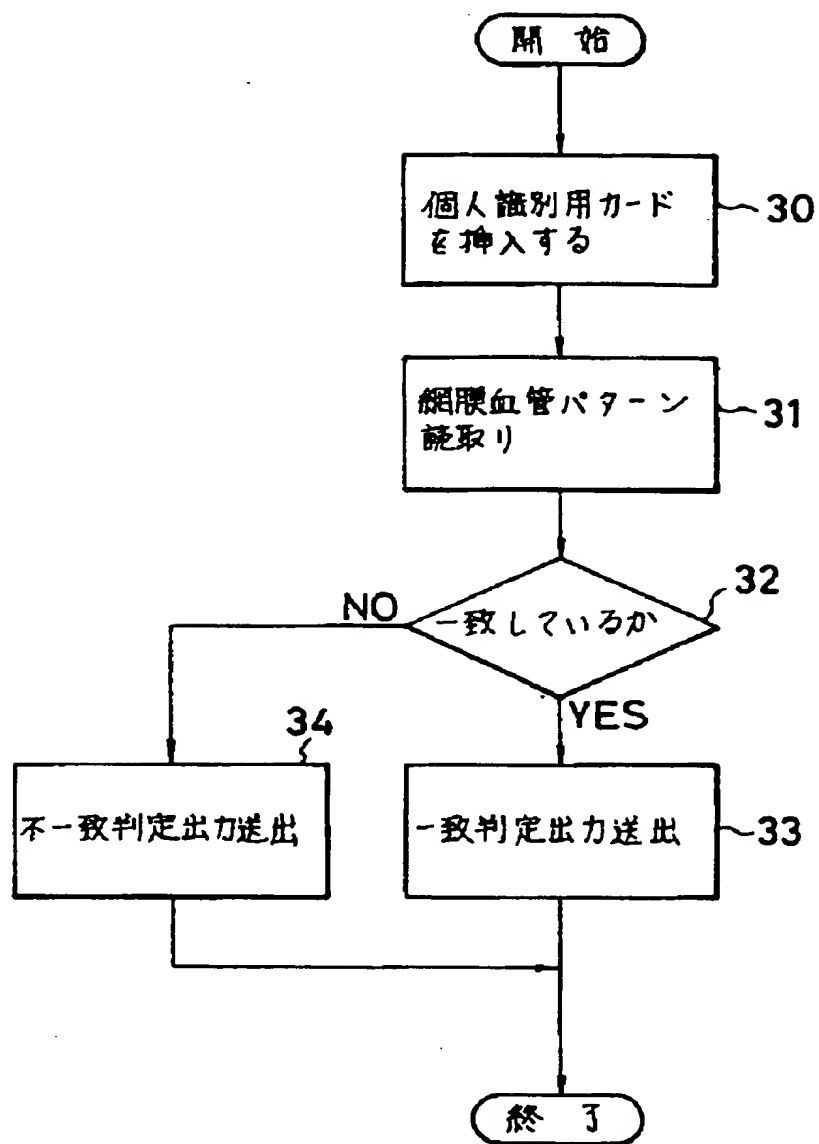 開 始
個人識別用カード
を挿入する
30
網膜血管パターン
読取り
31
一致しているか
32
NO
YES
34
不一致判定出力送出
一致判定出力送出
33
終 了